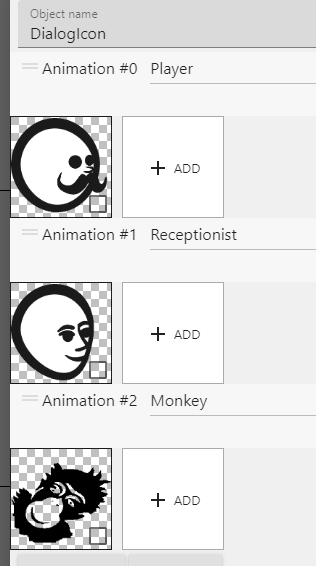 Object name
DialogIcon
Animation #0 Player
+ ADD
Animation #1 Receptionist
+ ADD
Animation #2 Monkey
+ ADD